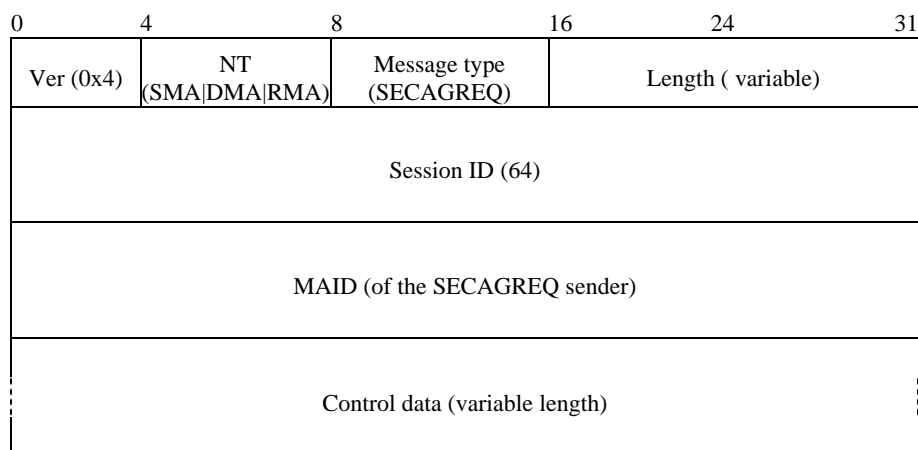 0 4 8 16 24 31
Ver (0x4) NT (SMA|DMA|RMA) Message type (SECAGREQ) Length ( variable)
Session ID (64)
MAID (of the SECAGREQ sender)
Control data (variable length)